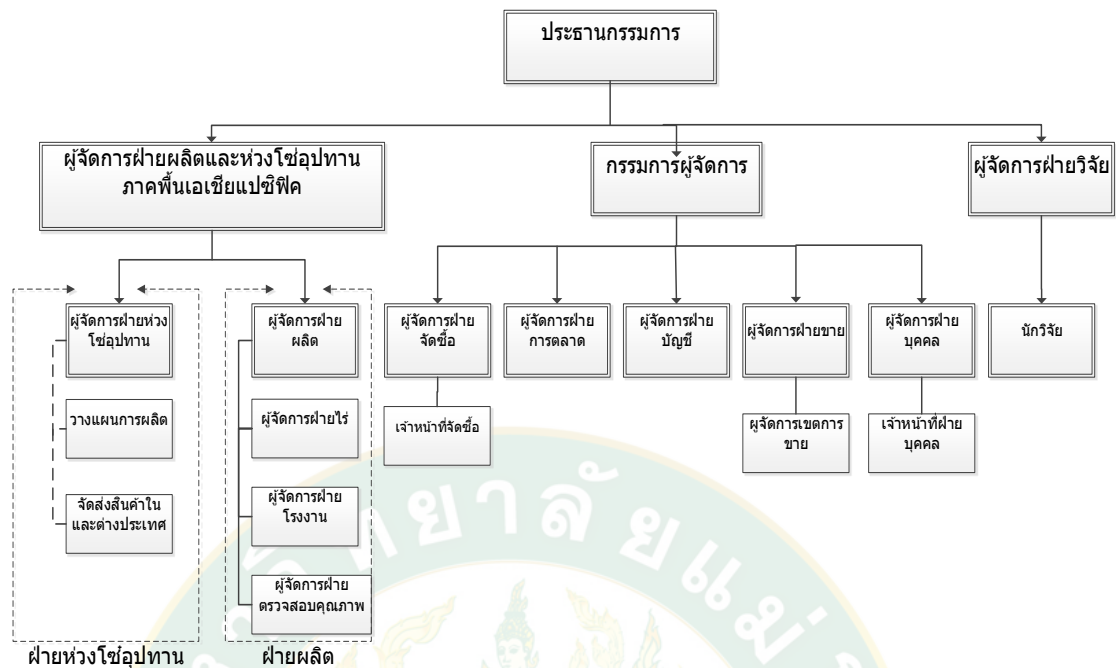 ประธานกรรมการ
ผู้จัดการฝ่ายผลิตและห่วงโซ่อุปทาน
ภาคพื้นเอเชียแปซิฟิค
กรรมการผู้จัดการ
ผู้จัดการฝ่ายวิจัย
ผู้จัดการฝ่ายห่วง
โซ่อุปทาน
ผู้จัดการฝ่าย
ผลิต
ผู้จัดการฝ่าย
จัดซื้อ
ผู้จัดการฝ่าย
การตลาด
ผู้จัดการฝ่าย
บัญชี
ผู้จัดการฝ่ายขาย
ผู้จัดการฝ่าย
บุคคล
นักวิจัย
วางแผนการผลิต
ผู้จัดการฝ่ายไร่
เจ้าหน้าที่จัดซื้อ
ผู้จัดการเขตการ
ขาย
เจ้าหน้าที่ฝ่าย
บุคคล
จัดส่งสินค้าใน
และต่างประเทศ
ผู้จัดการฝ่าย
โรงงาน
ผู้จัดการฝ่าย
ตรวจสอบคุณภาพ
ฝ่ายห่วงโซ่อุปทาน
ฝ่ายผลิต